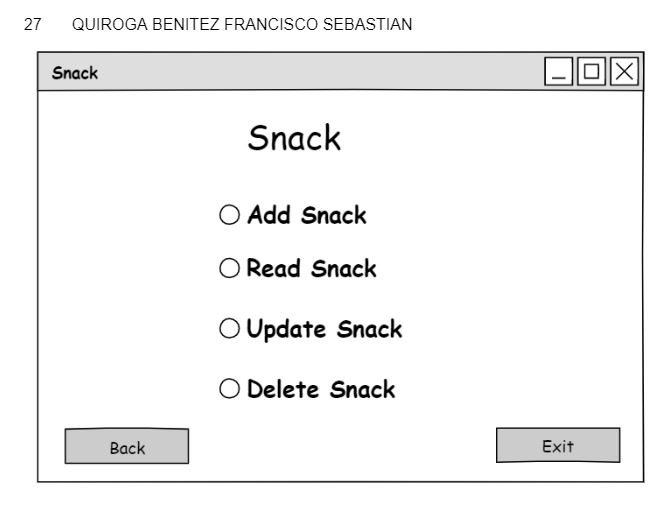 27 QUIROGA BENITEZ FRANCISCO SEBASTIAN
Snack
Snack
Add Snack
Read Snack
Update Snack
Delete Snack
Back
Exit